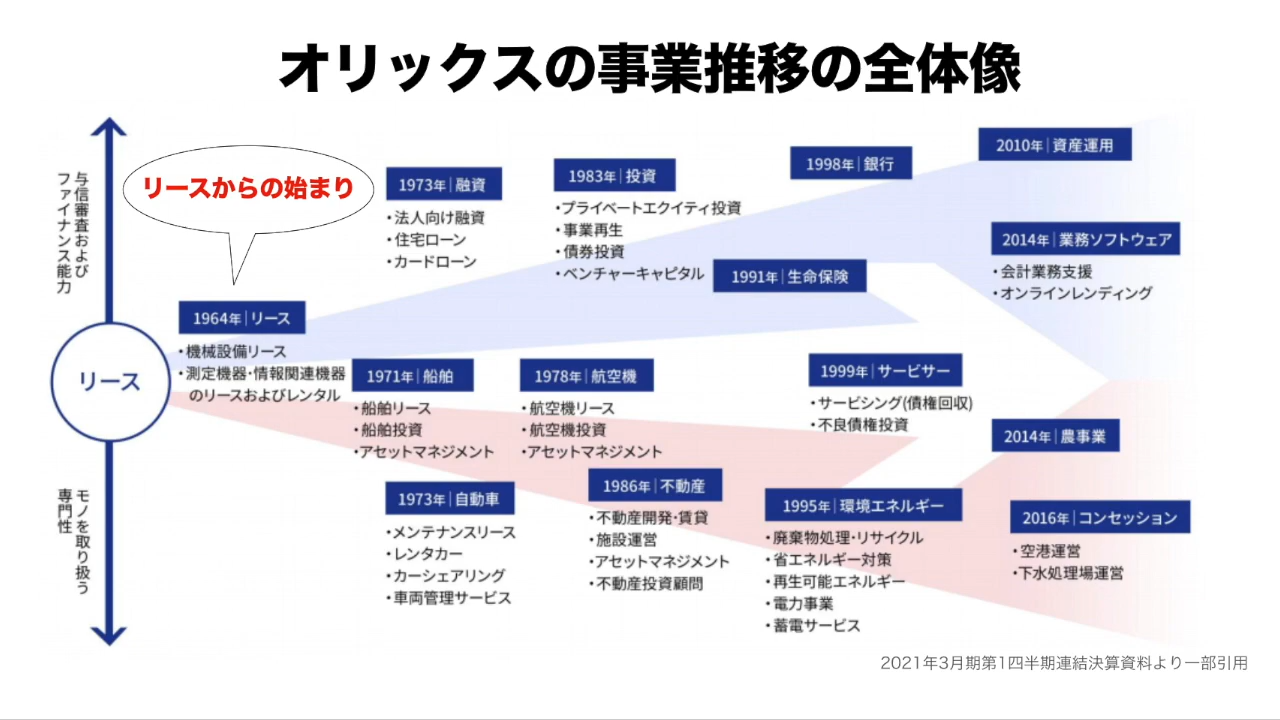 オリックスの事業推移の全体像
与信審査および
ファイナンス能力
リースからの始まり
リース
モノを取り扱う
専門性
1964年|リース
・機械設備リース
・測定機器・情報関連機器
のリースおよびレンタル
1973年|融資
・法人向け融資
・住宅ローン
・カードローン
1983年|投資
・プライベートエクイティ投資
・事業再生
・債券投資
・ベンチャーキャピタル
1991年|生命保険
1998年|銀行
2010年|資産運用
2014年|業務ソフトウェア
・会計業務支援
・オンラインレンディング
1971年|船舶
・船舶リース
・船舶投資
・アセットマネジメント
1978年|航空機
・航空機リース
・航空機投資
・アセットマネジメント
1999年|サービサー
・サービシング(債権回収)
・不良債権投資
2014年|農事業
1973年|自動車
・メンテナンスリース
・レンタカー
・カーシェアリング
・車両管理サービス
1986年|不動産
・不動産開発・賃貸
・施設運営
・アセットマネジメント
・不動産投資顧問
1995年|環境エネルギー
・廃棄物処理・リサイクル
・省エネルギー対策
・再生可能エネルギー
・電力事業
・蓄電サービス
2016年|コンセッション
・空港運営
・下水処理場運営
2021年3月期第1四半期連結決算資料より一部引用